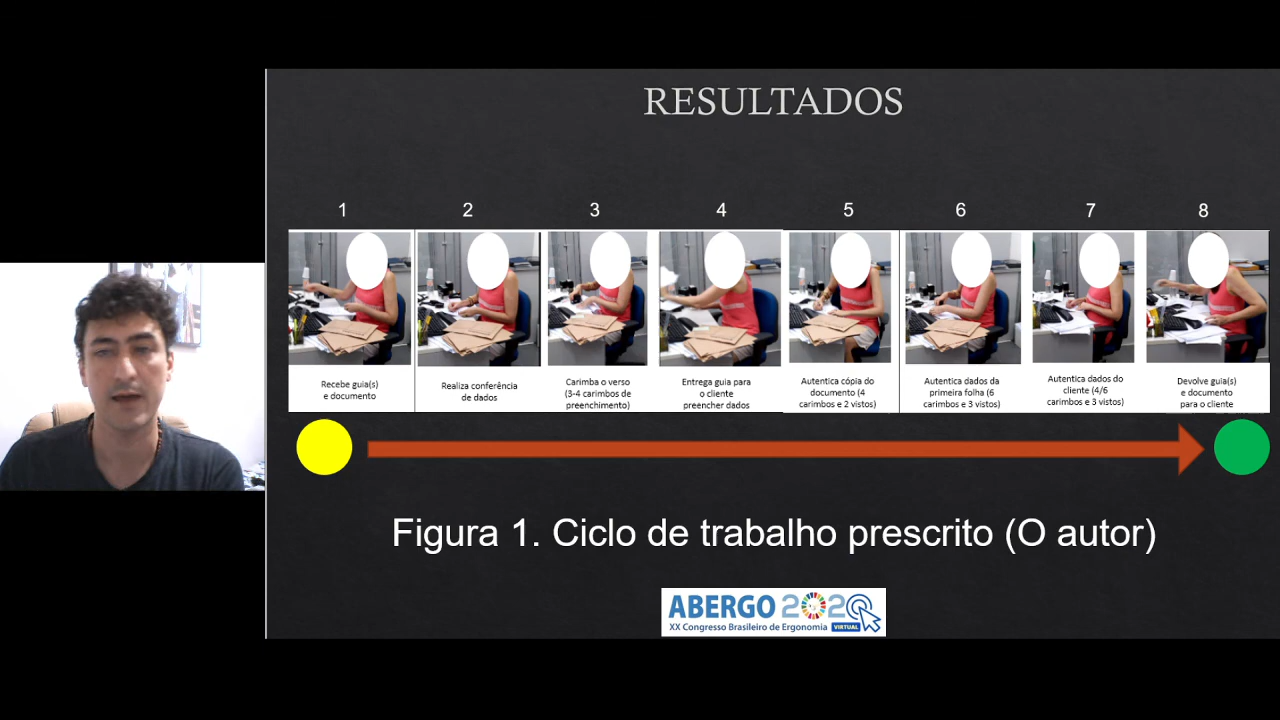 RESULTADOS
1 2 3 4 5 6 7 8
Recebe guia(s)
e documento
Realiza conferência
de dados
Carimba o verso
(3-4 carimbos de
preenchimento)
Entrega guia para
o cliente
preencher dados
Autentica cópia do
documento (4
carimbos e 2 vistos)
Autentica dados da
primeira folha (6
carimbos e 3 vistos)
Autentica dados do
cliente (4/6
carimbos e 3 vistos)
Devolve guia(s)
e documento
para o cliente
Figura 1. Ciclo de trabalho prescrito (O autor)
ABERGO 2020
XX Congresso Brasileiro de Ergonomia VIRTUAL